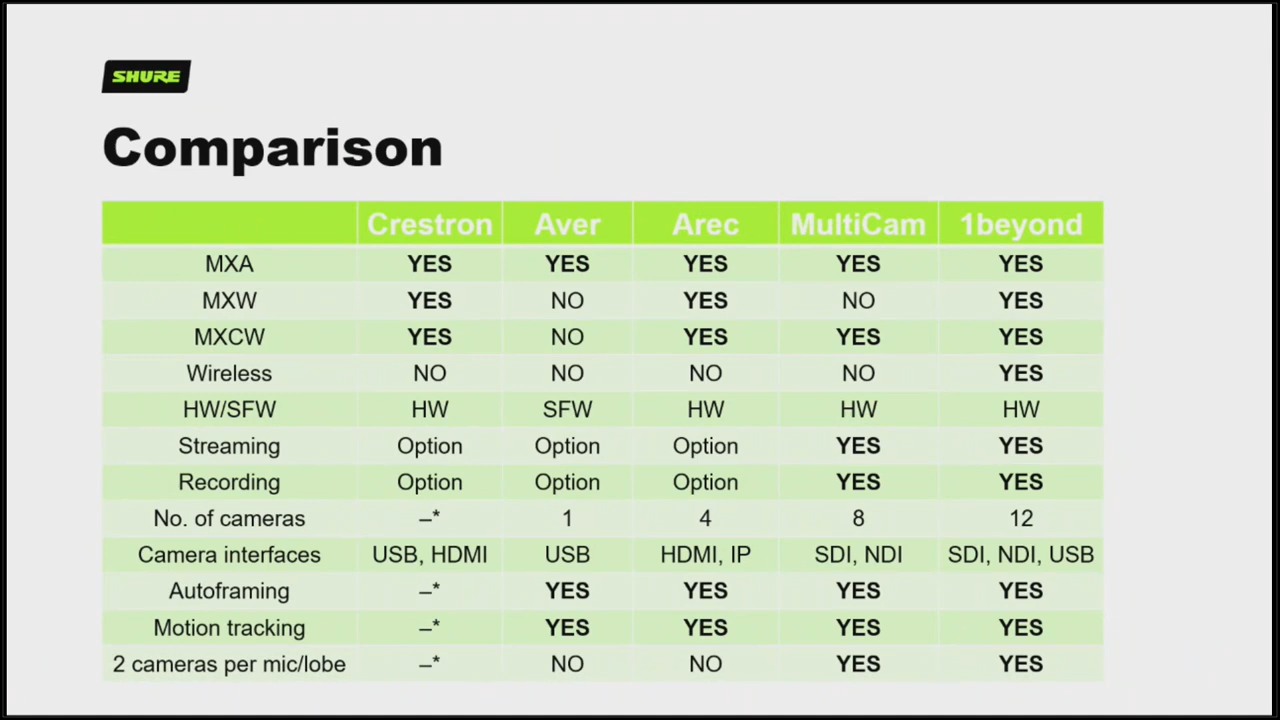 SHURE
Comparison
Crestron Aver Arec MultiCam 1beyond
MXA YES YES YES YES YES
MXW YES NO YES NO YES
MXCW YES NO YES YES YES
Wireless NO NO NO NO YES
HW/SFW HW SFW HW HW HW
Streaming Option Option Option YES YES
Recording Option Option Option YES YES
No. of cameras –* 1 4 8 12
Camera interfaces USB, HDMI USB HDMI, IP SDI, NDI SDI, NDI, USB
Autoframing –* YES YES YES YES
Motion tracking –* YES YES YES YES
2 cameras per mic/lobe –* NO NO YES YES